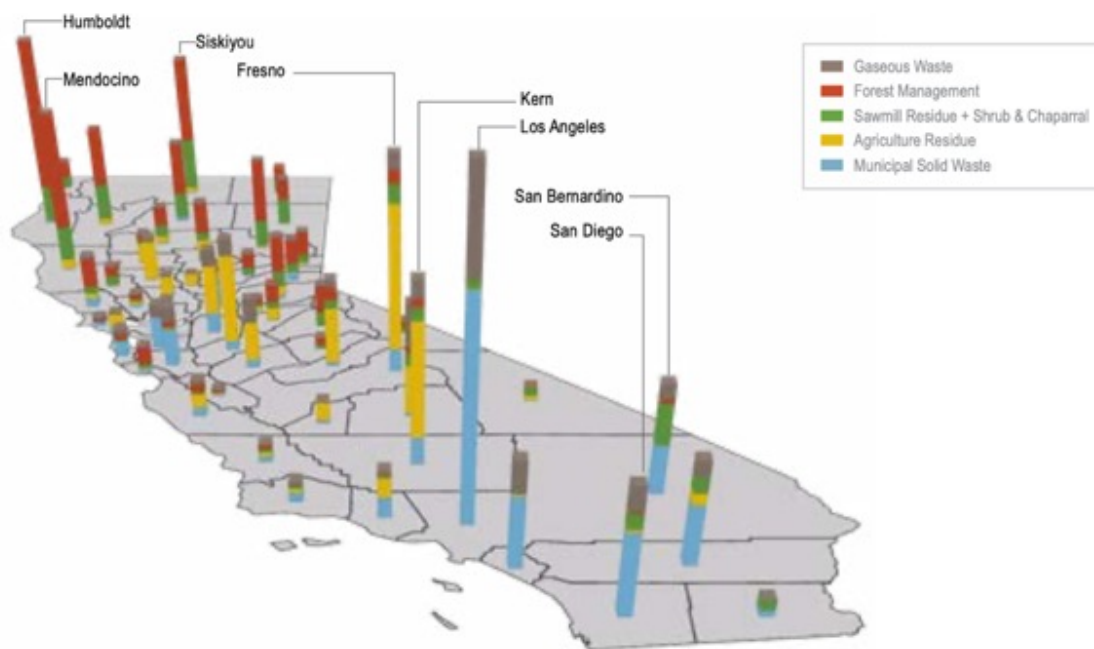 Humboldt
Siskiyou
Fresno
Mendocino
Kern
Los Angeles
San Bernardino
San Diego
Gaseous Waste
Forest Management
Sawmill Residue + Shrub & Chaparral
Agriculture Residue
Municipal Solid Waste